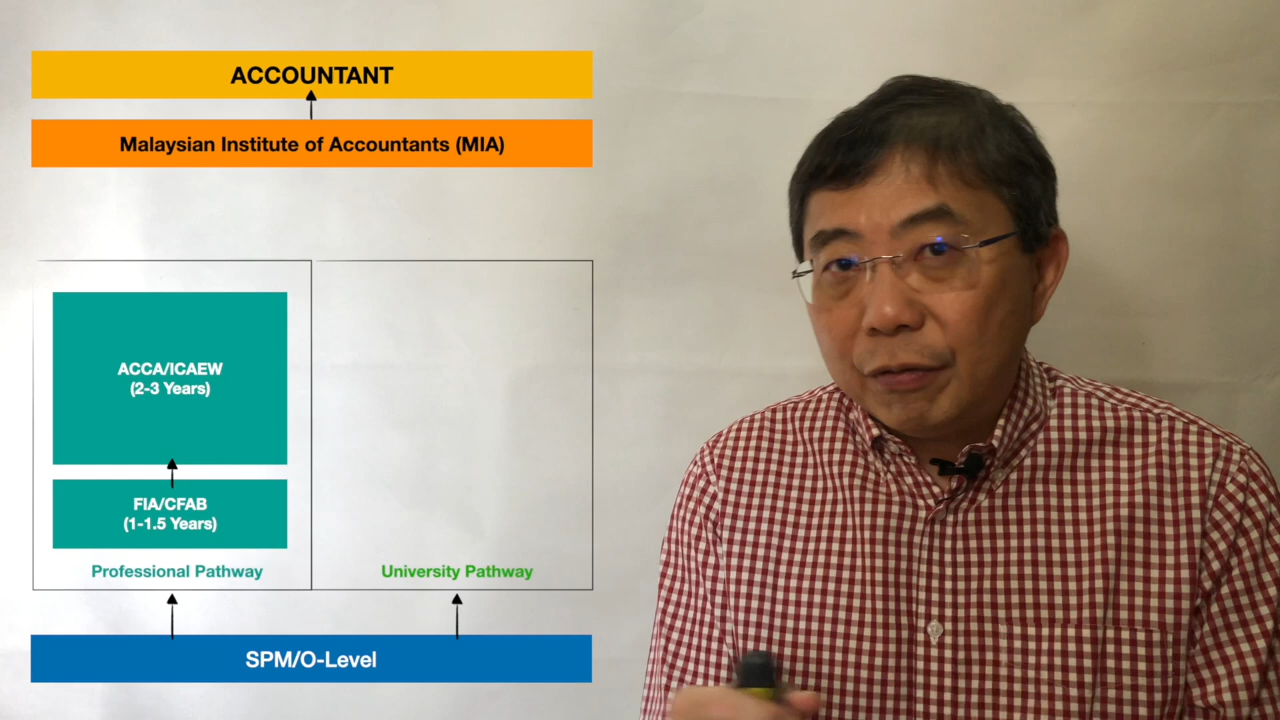 ACCOUNTANT
Malaysian Institute of Accountants (MIA)
ACCA/ICAEW
(2-3 Years)
FIA/CFAB
(1-1.5 Years)
Professional Pathway
University Pathway
SPM/O-Level